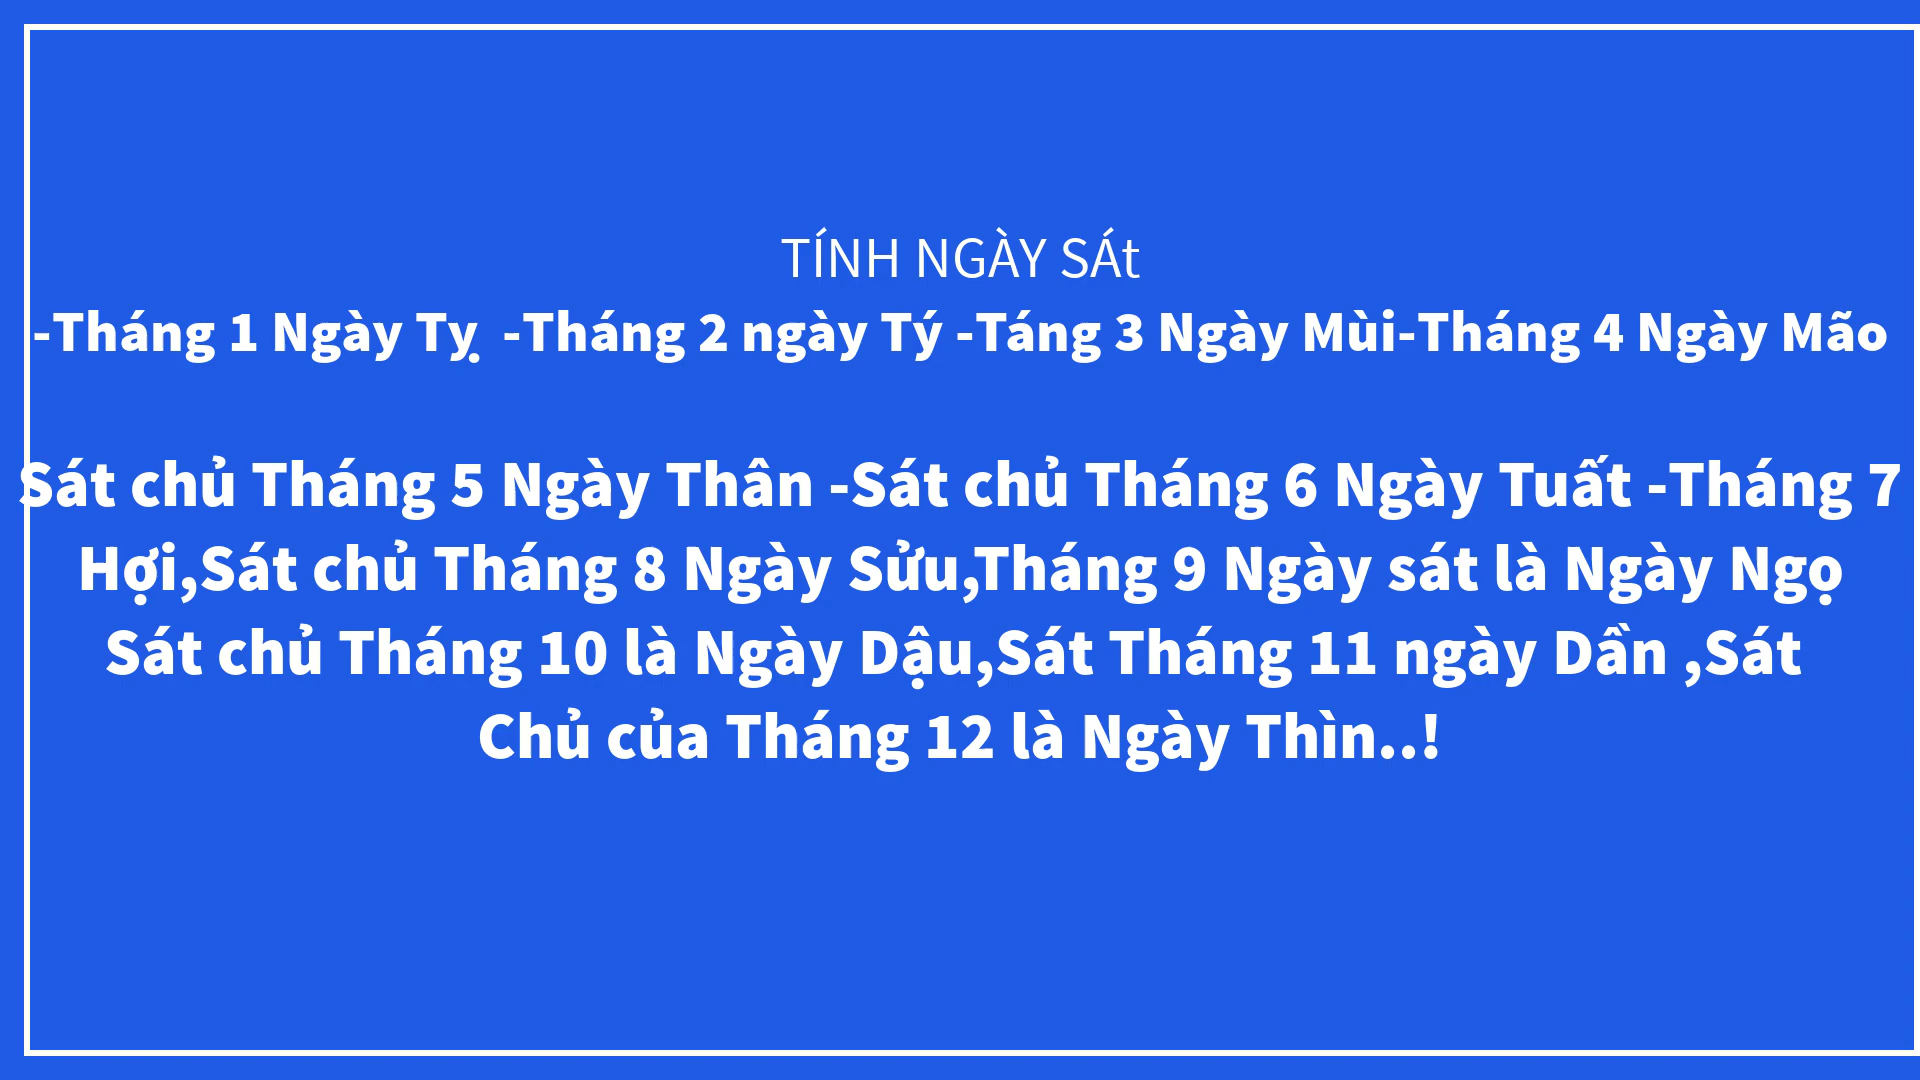 TÍNH NGÀY SÁt
-Tháng 1 Ngày Tỵ  -Tháng 2 ngày Tý -Táng 3 Ngày Mùi-Tháng 4 Ngày Mão
Sát chủ Tháng 5 Ngày Thân -Sát chủ Tháng 6 Ngày Tuất -Tháng 7
Hợi,Sát chủ Tháng 8 Ngày Sửu,Tháng 9 Ngày sát là Ngày Ngọ
Sát chủ Tháng 10 là Ngày Dậu,Sát Tháng 11 ngày Dần ,Sát
Chủ của Tháng 12 là Ngày Thìn..!